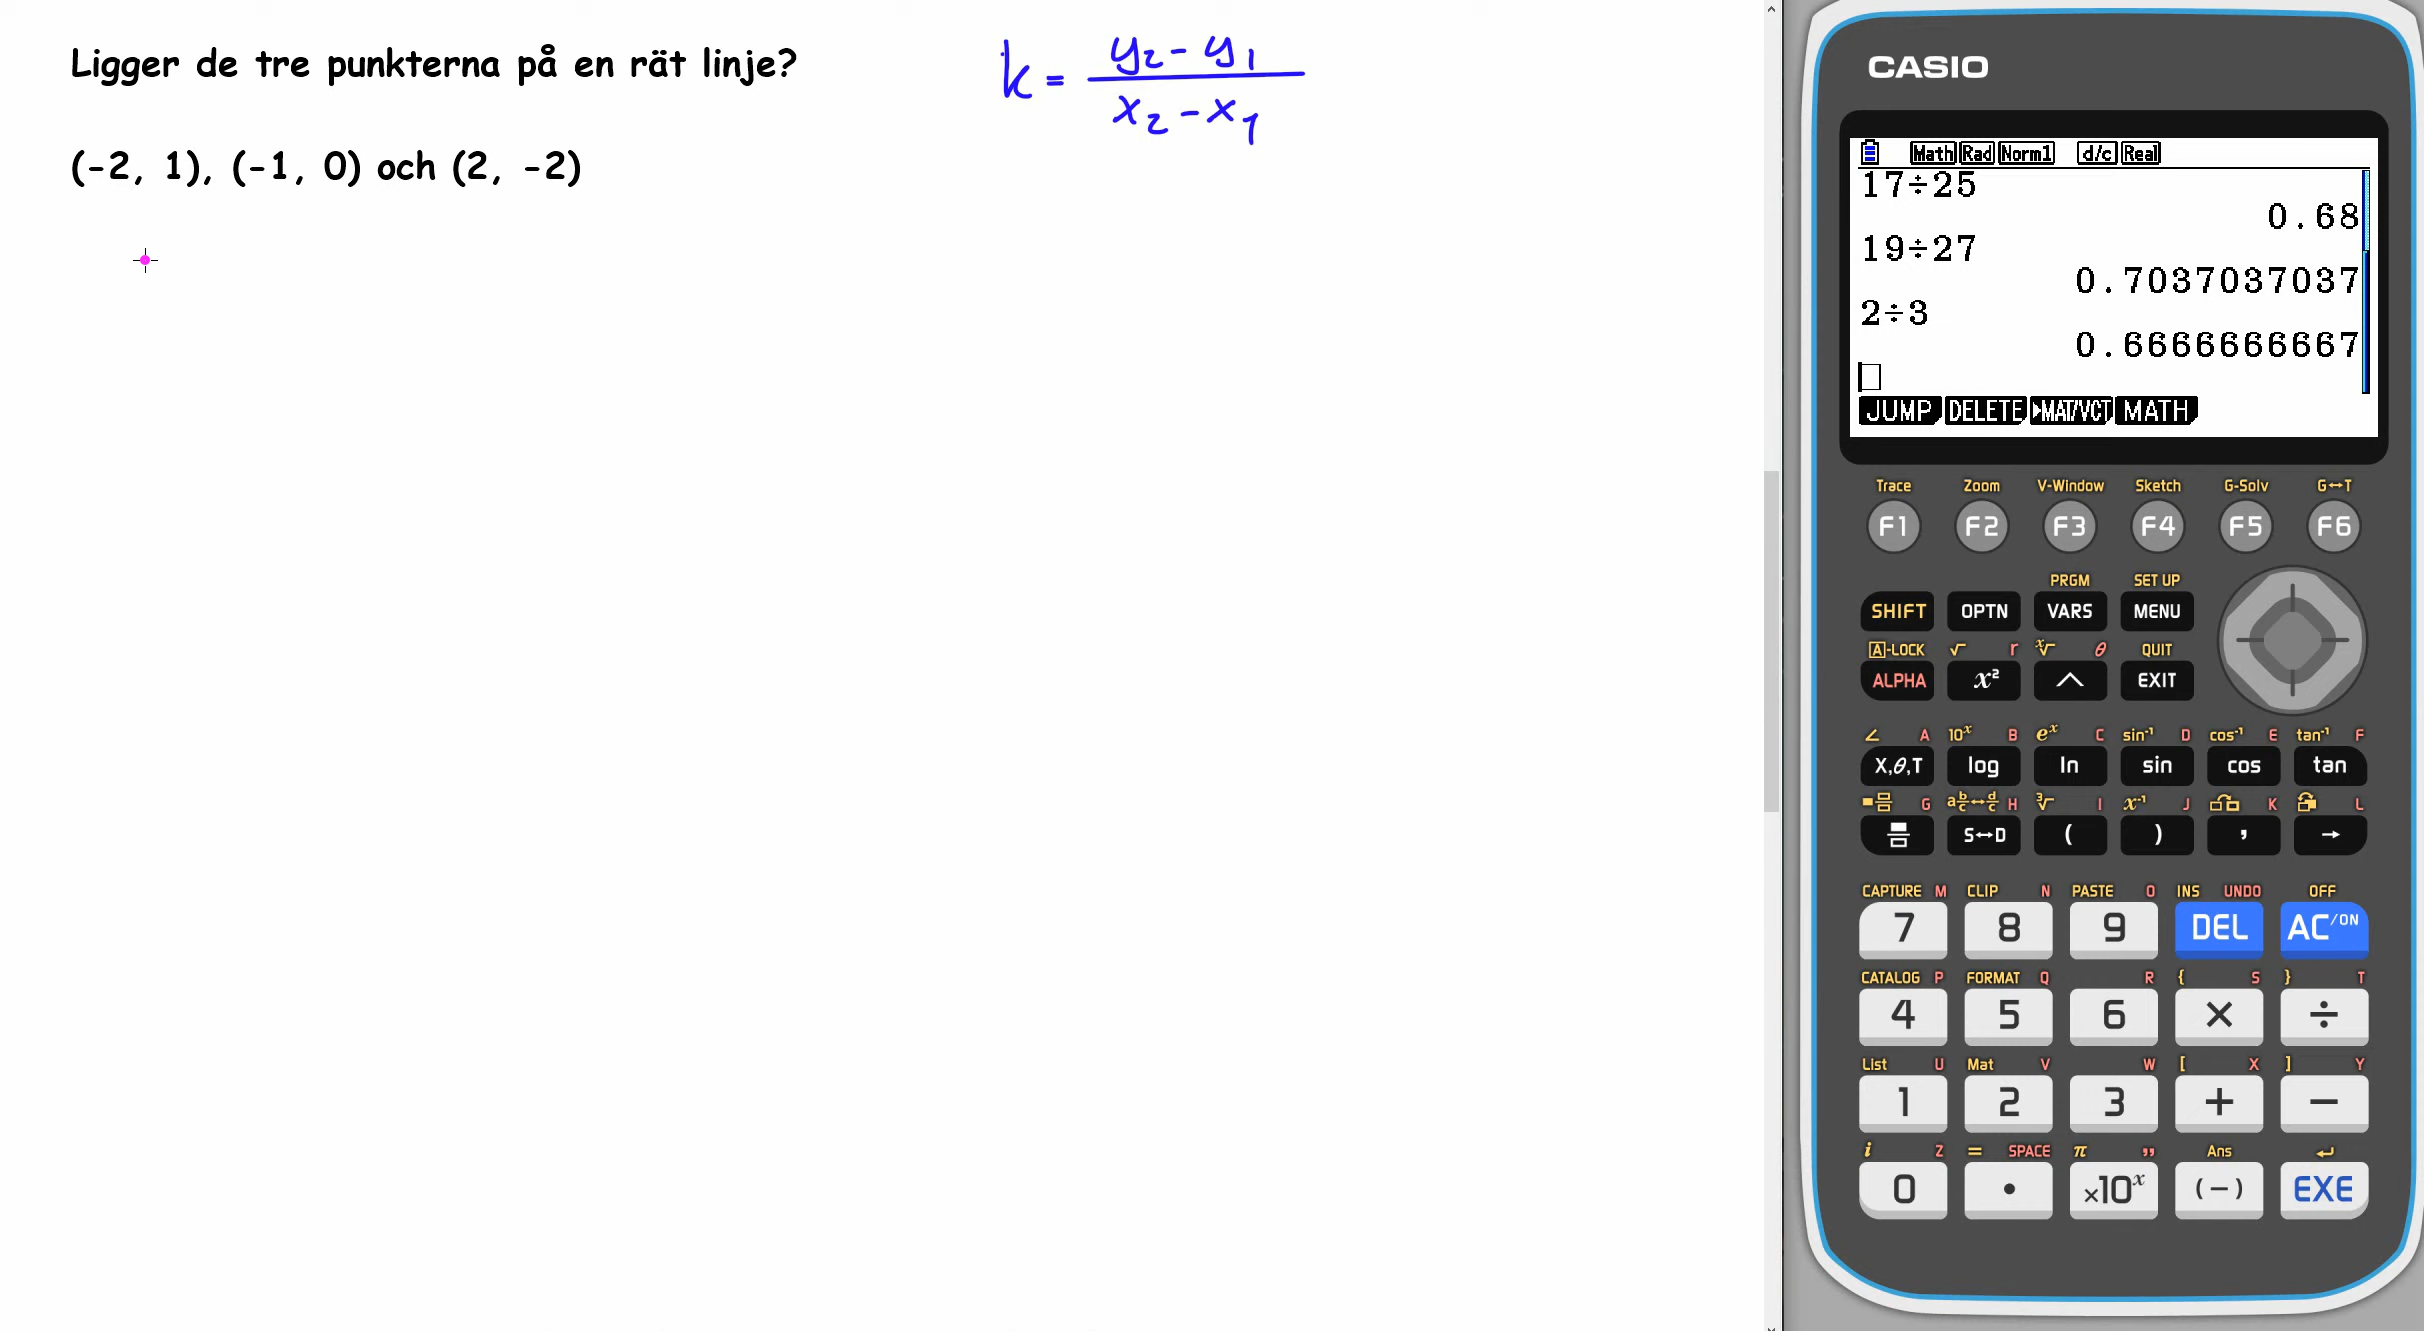 Ligger de tre punkterna på en rät linje?
k = y₂ - y₁ / x₂ - x₁
(-2, 1), (-1, 0) och (2, -2)
CASIO
Math Rad Norm1 d/c Real
17÷25
0.68
19÷27
0.7037037037
2÷3
0.6666666667
JUMP DELETE ▶MAT/VCT MATH
Trace Zoom V-Window Sketch G-Solv G↔T
F1 F2 F3 F4 F5 F6
PRGM SET UP
SHIFT OPTN VARS MENU
A-LOCK √ r ˣ√ θ QUIT
ALPHA x² ^ EXIT
∠ A 10ˣ B eˣ C sin⁻¹ D cos⁻¹ E tan⁻¹ F
X,θ,T log ln sin cos tan
G a b/c↔d/c H ³√ I x⁻¹ J K L
S↔D ( ) , →
CAPTURE M CLIP N PASTE O INS UNDO OFF
7 8 9 DEL AC/ON
CATALOG P FORMAT Q R { S } T
4 5 6 × ÷
List U Mat V W [ X ] Y
1 2 3 + −
i Z = SPACE π " Ans ↵
0 • ×10ˣ (−) EXE